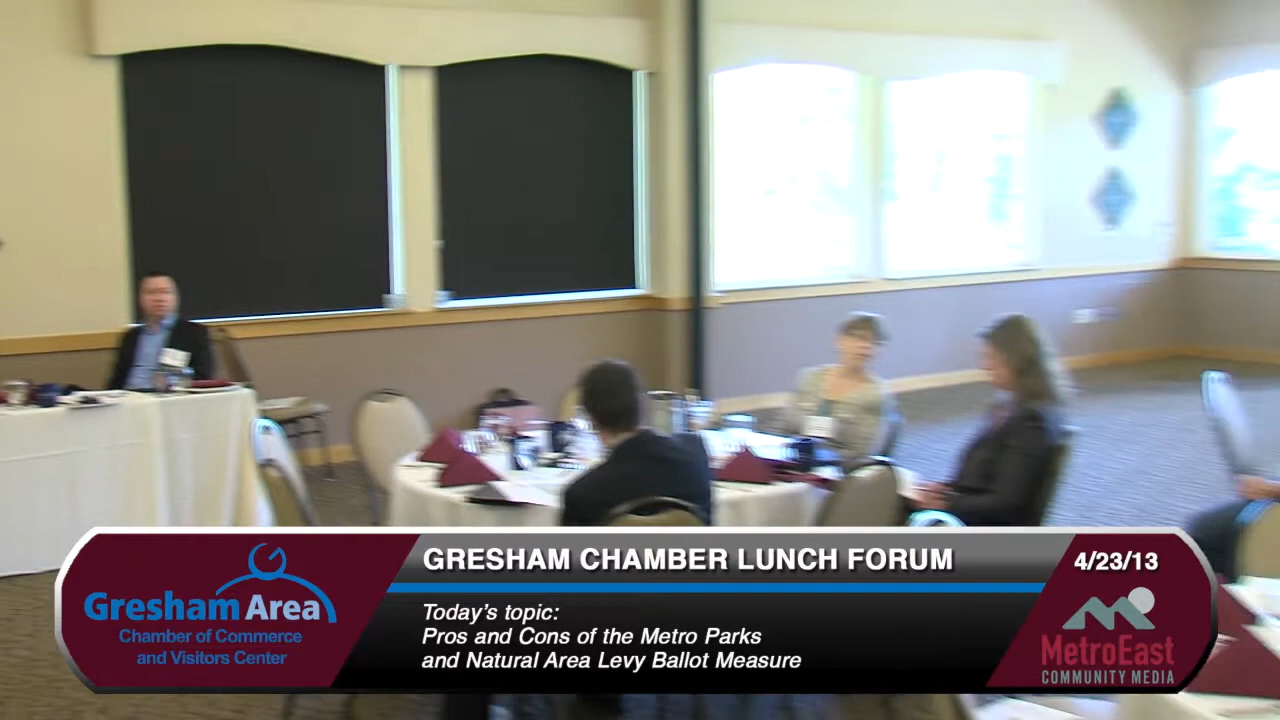 Gresham Area
Chamber of Commerce
and Visitors Center
GRESHAM CHAMBER LUNCH FORUM
Today's topic:
Pros and Cons of the Metro Parks
and Natural Area Levy Ballot Measure
4/23/13
MetroEast
COMMUNITY MEDIA